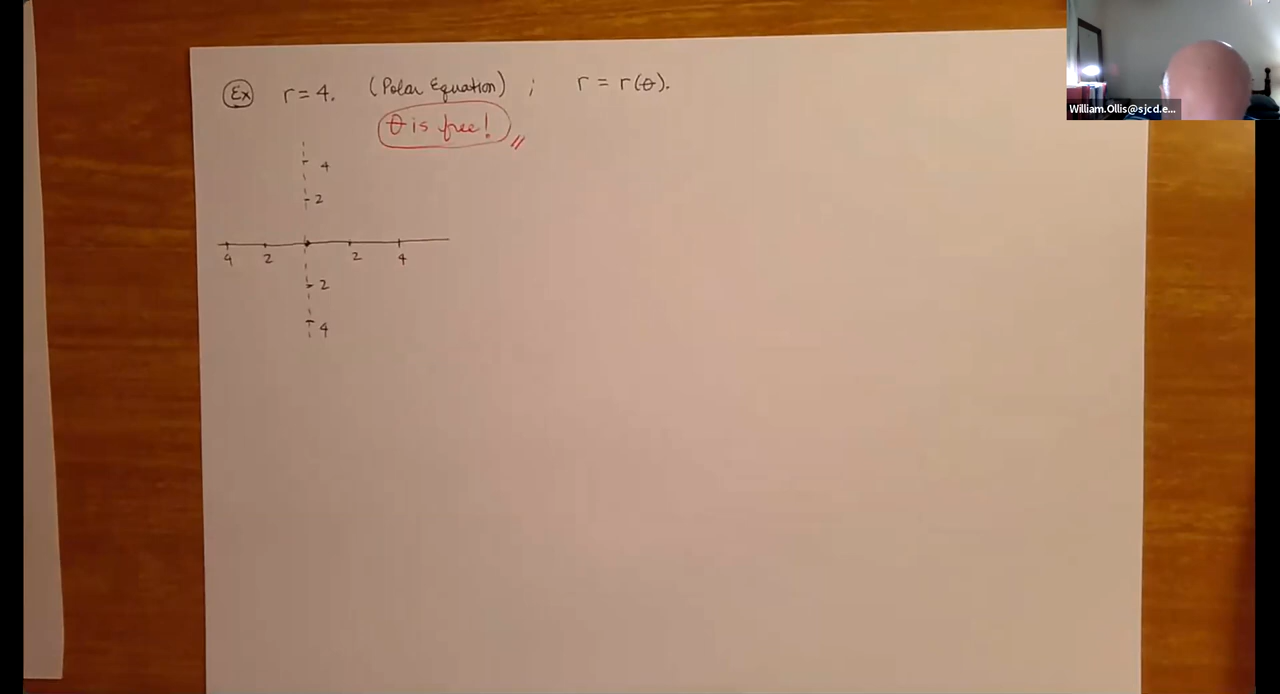 Ex r = 4. (Polar Equation) ; r = r(θ).
θ is free!
4
2
4 2 2 4
2
4
William.Ollis@sjcd.e...